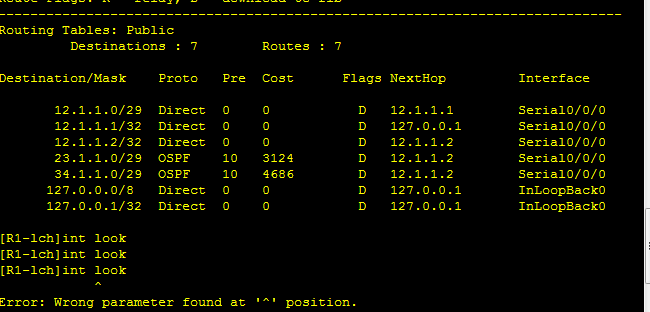 Route Flags: R - relay, D - download to fib
------------------------------------------------------------------------------
Routing Tables: Public
         Destinations : 7        Routes : 7

Destination/Mask    Proto   Pre  Cost      Flags NextHop         Interface

       12.1.1.0/29  Direct  0    0           D   12.1.1.1        Serial0/0/0
       12.1.1.1/32  Direct  0    0           D   127.0.0.1       Serial0/0/0
       12.1.1.2/32  Direct  0    0           D   12.1.1.2        Serial0/0/0
       23.1.1.0/29  OSPF    10   3124        D   12.1.1.2        Serial0/0/0
       34.1.1.0/29  OSPF    10   4686        D   12.1.1.2        Serial0/0/0
      127.0.0.0/8   Direct  0    0           D   127.0.0.1       InLoopBack0
      127.0.0.1/32  Direct  0    0           D   127.0.0.1       InLoopBack0

[R1-lch]int look
[R1-lch]int look
[R1-lch]int look
            ^
Error: Wrong parameter found at '^' position.